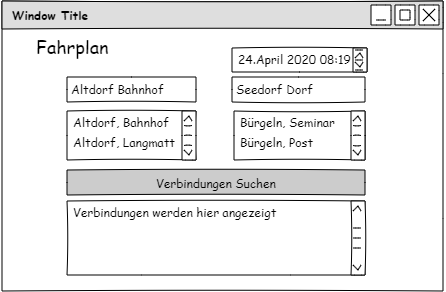 Window Title
Fahrplan
24.April 2020 08:19
Altdorf Bahnhof
Seedorf Dorf
Altdorf, Bahnhof
Altdorf, Langmatt
Bürgeln, Seminar
Bürgeln, Post
Verbindungen Suchen
Verbindungen werden hier angezeigt